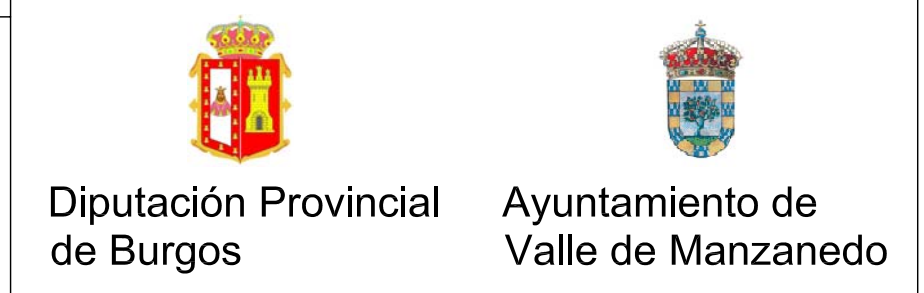 Diputación Provincial
de Burgos
Ayuntamiento de
Valle de Manzanedo